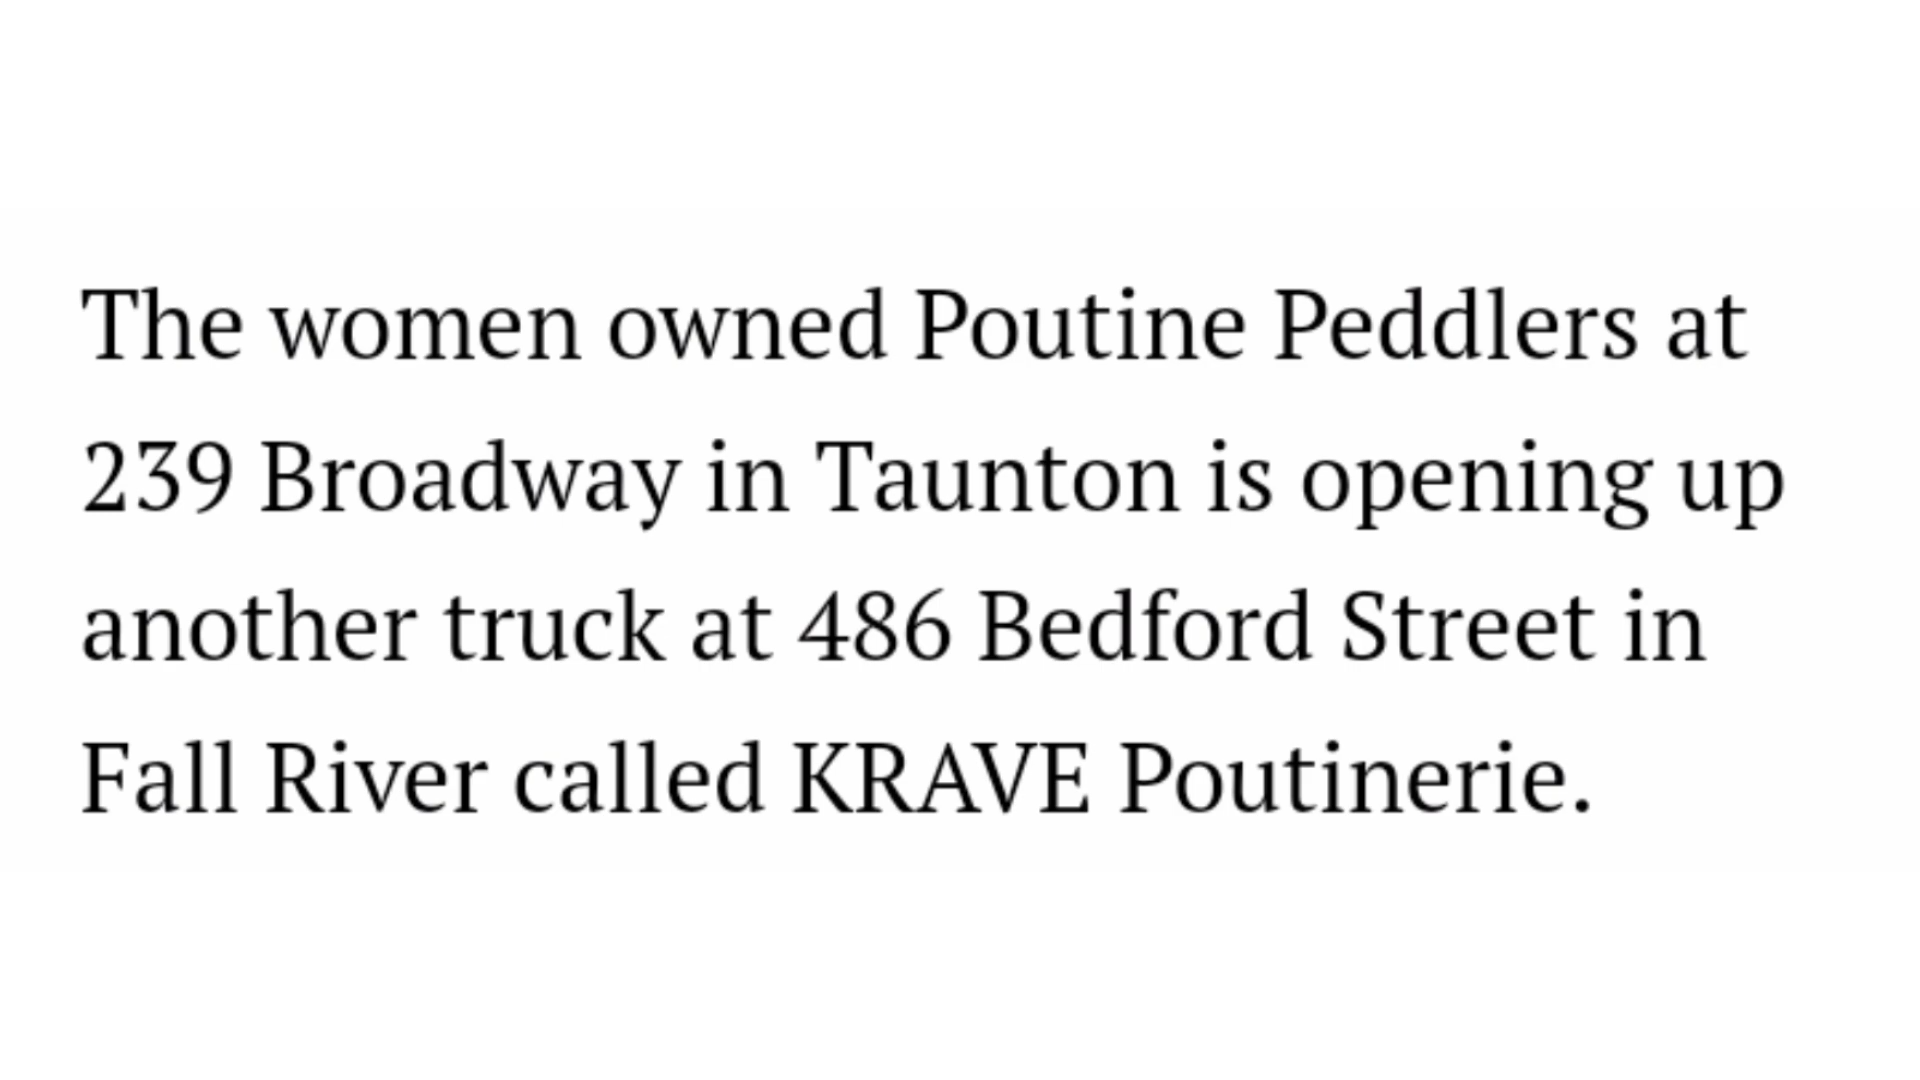 The women owned Poutine Peddlers at
239 Broadway in Taunton is opening up
another truck at 486 Bedford Street in
Fall River called KRAVE Poutinerie.